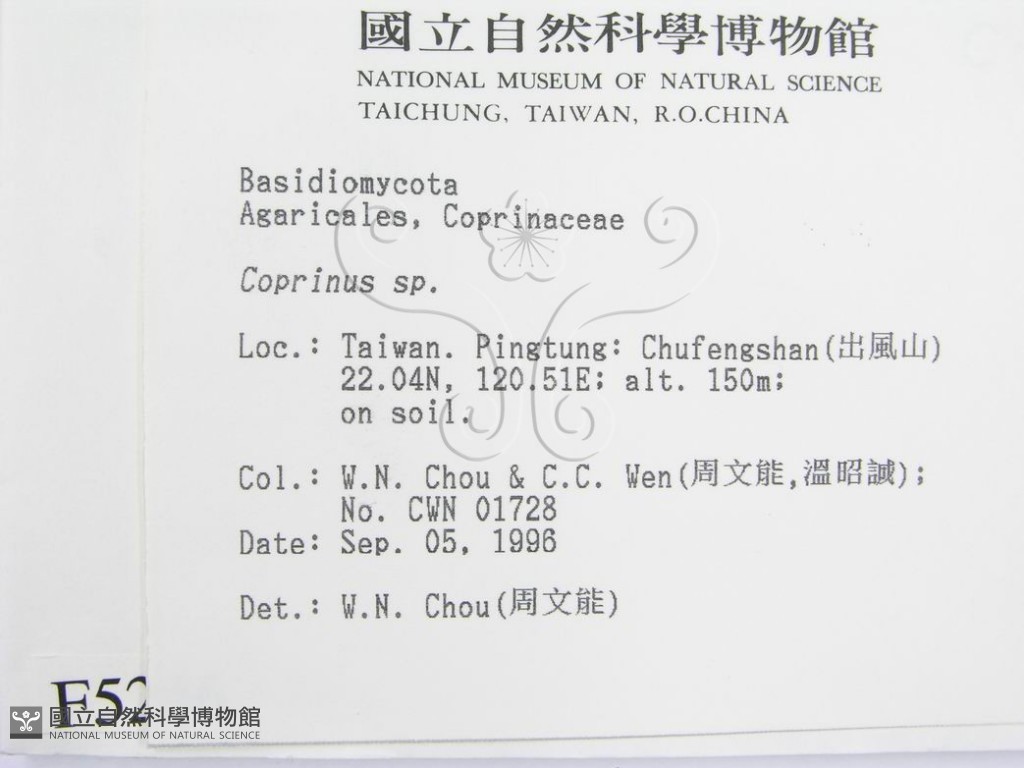 國立自然科學博物館
NATIONAL MUSEUM OF NATURAL SCIENCE
TAICHUNG, TAIWAN, R.O.CHINA
Basidiomycota
Agaricales, Coprinaceae
Coprinus sp.
Loc.: Taiwan. Pingtung: Chufengshan(出風山)
22.04N, 120.51E; alt. 150m;
on soil.
Col.: W.N. Chou & C.C. Wen(周文能,溫昭誠);
No. CWN 01728
Date: Sep. 05, 1996
Det.: W.N. Chou(周文能)
F52
國立自然科學博物館
NATIONAL MUSEUM OF NATURAL SCIENCE